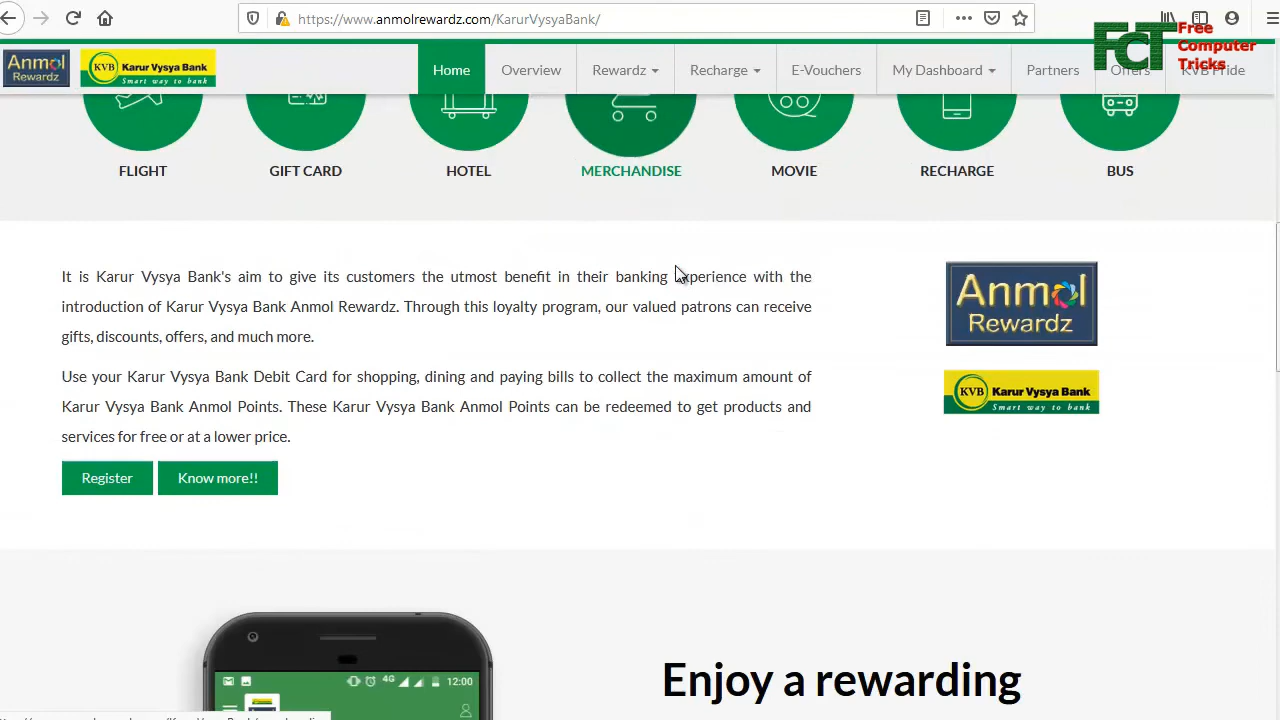 https://www.anmolrewardz.com/KarurVysyaBank/
Free
Computer
Tricks
FCT
Anmol
Rewardz
KVB Karur Vysya Bank
Smart way to bank
Home Overview Rewardz Recharge E-Vouchers My Dashboard Partners Offers KVB Pride
FLIGHT GIFT CARD HOTEL MERCHANDISE MOVIE RECHARGE BUS
It is Karur Vysya Bank's aim to give its customers the utmost benefit in their banking experience with the
introduction of Karur Vysya Bank Anmol Rewardz. Through this loyalty program, our valued patrons can receive
gifts, discounts, offers, and much more.
Use your Karur Vysya Bank Debit Card for shopping, dining and paying bills to collect the maximum amount of
Karur Vysya Bank Anmol Points. These Karur Vysya Bank Anmol Points can be redeemed to get products and
services for free or at a lower price.
Register Know more!!
Anmol
Rewardz
KVB Karur Vysya Bank
Smart way to bank
4G 12:00
Enjoy a rewarding